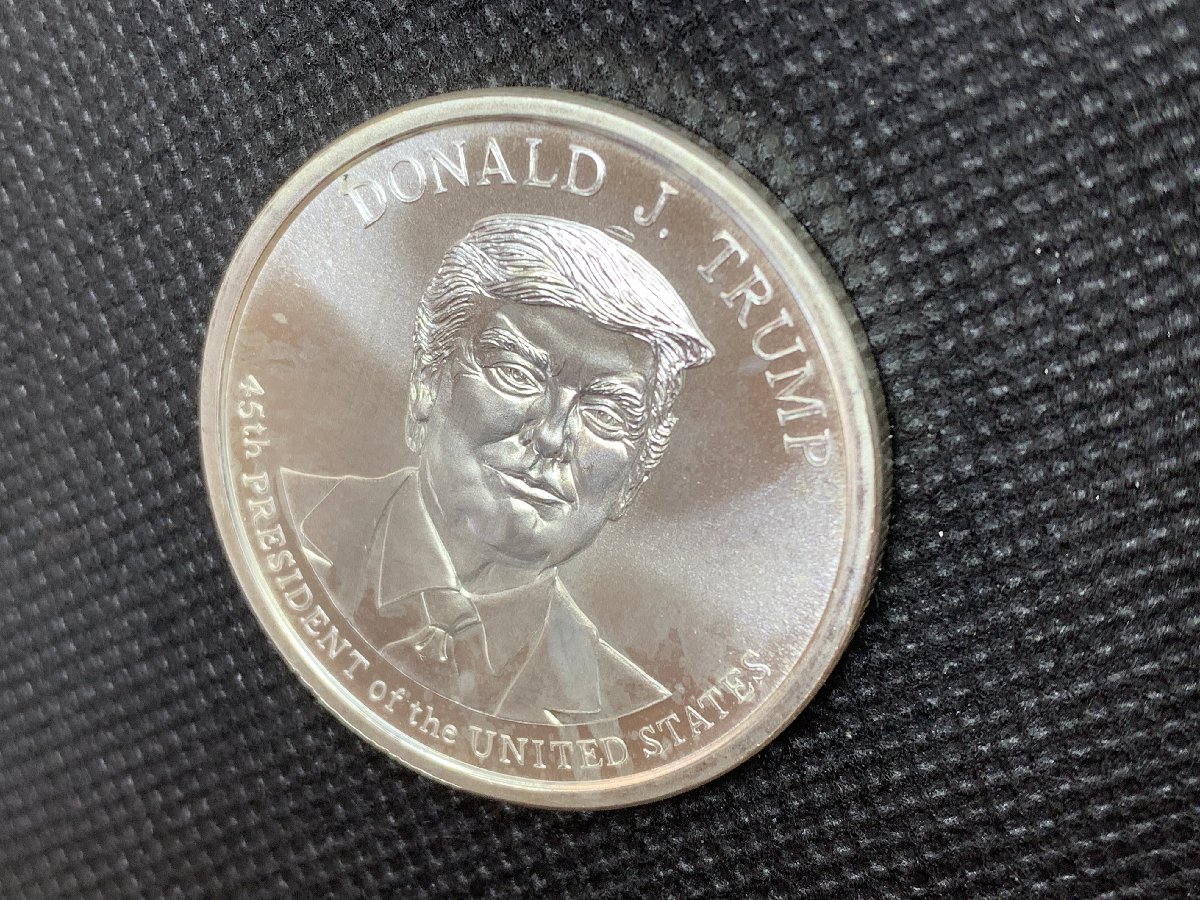 DONALD J. TRUMP
45th PRESIDENT of the UNITED STATES